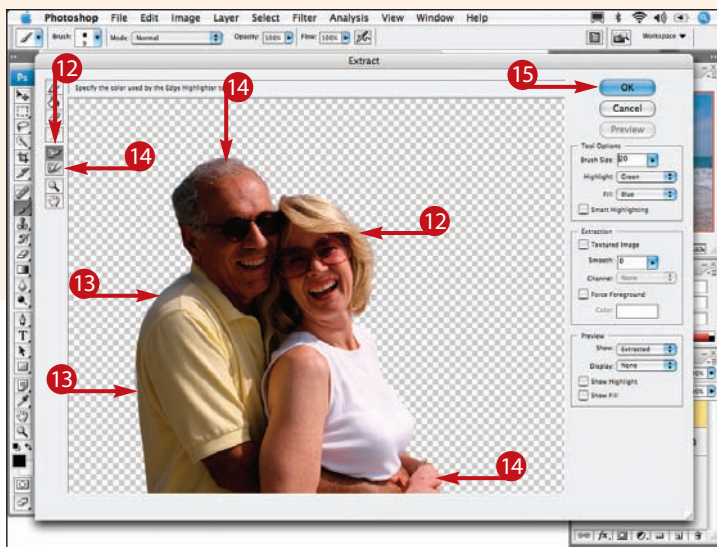 Photoshop File Edit Image Layer Select Filter Analysis View Window Help
Brush: Mode: Normal Opacity: 100% Flow: 100% Workspace
Extract
12
14
15
Specify the color used by the Edge Highlighter
OK
Cancel
Preview
Ps
14
12
13
13
14
Tool Options
Brush Size: 20
Highlight: Green
Fill: Blue
Smart Highlighting
Extraction
Textured Image
Smooth: 0
Channel: None
Force Foreground
Color:
Preview
Show: Extracted
Display: None
Show Highlight
Show Fill